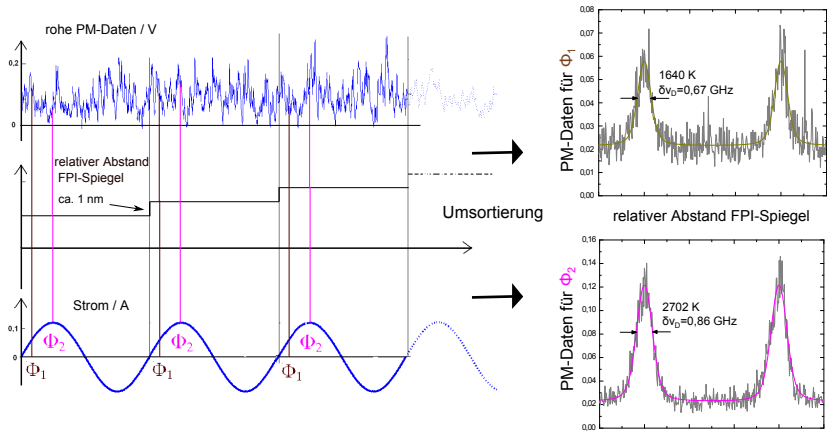 rohe PM-Daten / V
0,2
0
relativer Abstand
FPI-Spiegel
ca. 1 nm
Umsortierung
Strom / A
0,1
0
Φ2
Φ2
Φ2
Φ1
Φ1
Φ1
PM-Daten für Φ1
0,08
0,07
0,06
0,05
0,04
0,03
0,02
0,01
0,00
1640 K
δνD=0,67 GHz
relativer Abstand FPI-Spiegel
PM-Daten für Φ2
0,16
0,14
0,12
0,10
0,08
0,06
0,04
0,02
0,00
2702 K
δνD=0,86 GHz